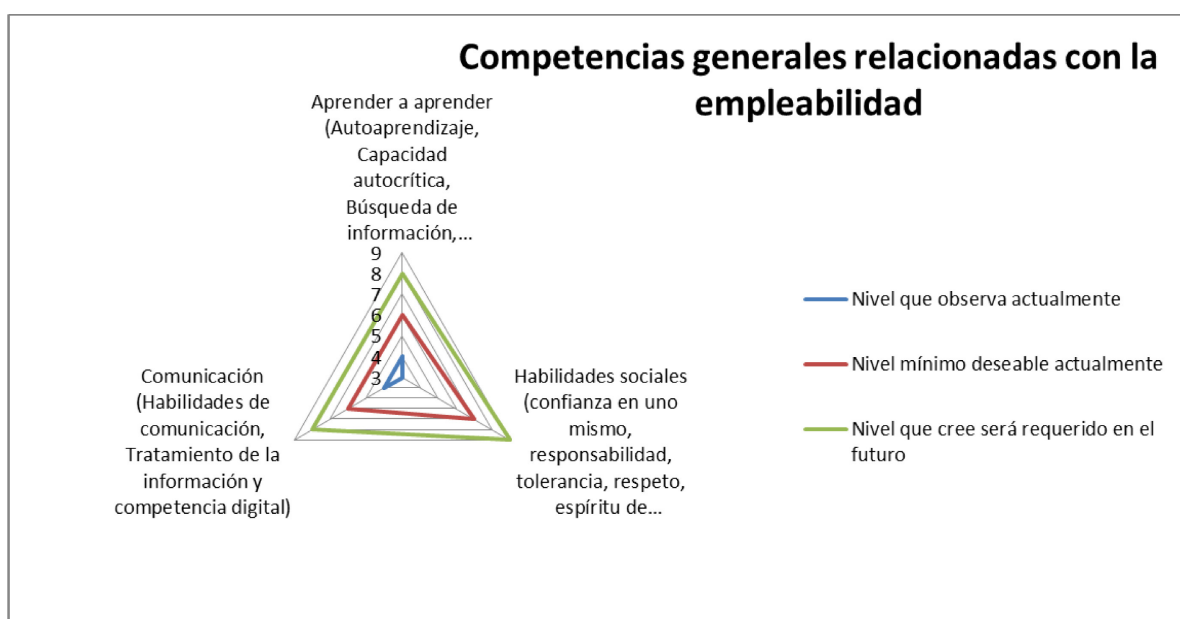 Competencias generales relacionadas con la
empleabilidad
Aprender a aprender
(Autoaprendizaje,
Capacidad
autocrítica,
Búsqueda de
información,...
9
8
7
6
5
4
3
Comunicación
(Habilidades de
comunicación,
Tratamiento de la
información y
competencia digital)
Habilidades sociales
(confianza en uno
mismo,
responsabilidad,
tolerancia, respeto,
espíritu de...
Nivel que observa actualmente
Nivel mínimo deseable actualmente
Nivel que cree será requerido en el
futuro